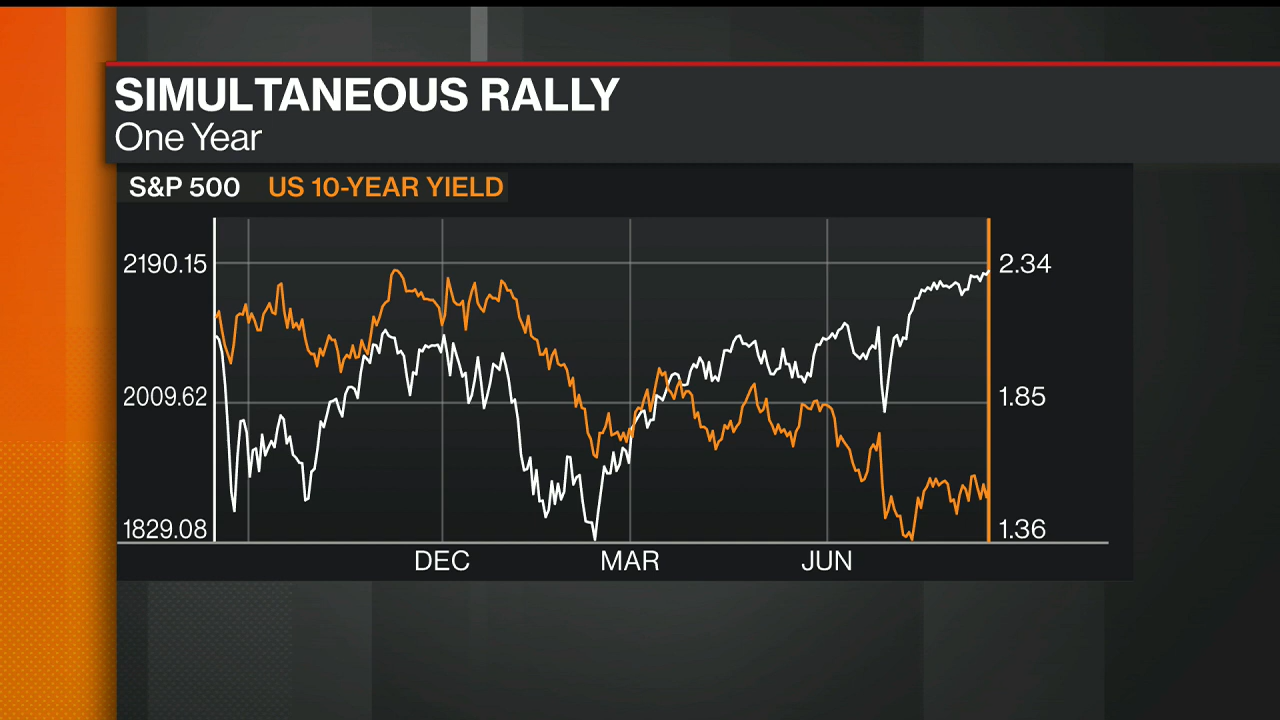 SIMULTANEOUS RALLY
One Year
S&P 500 US 10-YEAR YIELD
2190.15 2.34
2009.62 1.85
1829.08 1.36
DEC MAR JUN